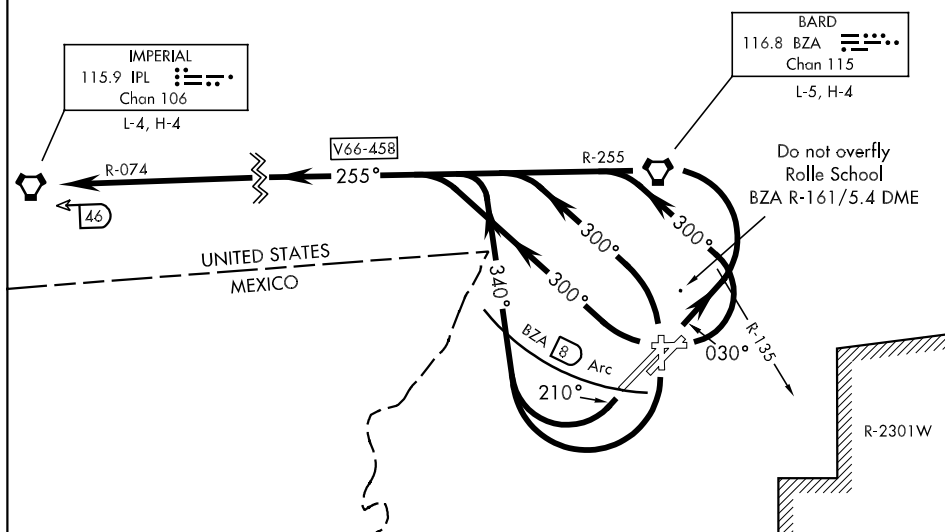 IMPERIAL
115.9 IPL
Chan 106
L-4, H-4
BARD
116.8 BZA
Chan 115
L-5, H-4
R-074
V66-458
255°
R-255
46
Do not overfly
Rolle School
BZA R-161/5.4 DME
UNITED STATES
MEXICO
340°
300°
300°
300°
BZA 8 Arc
210°
030°
R-135
R-2301W